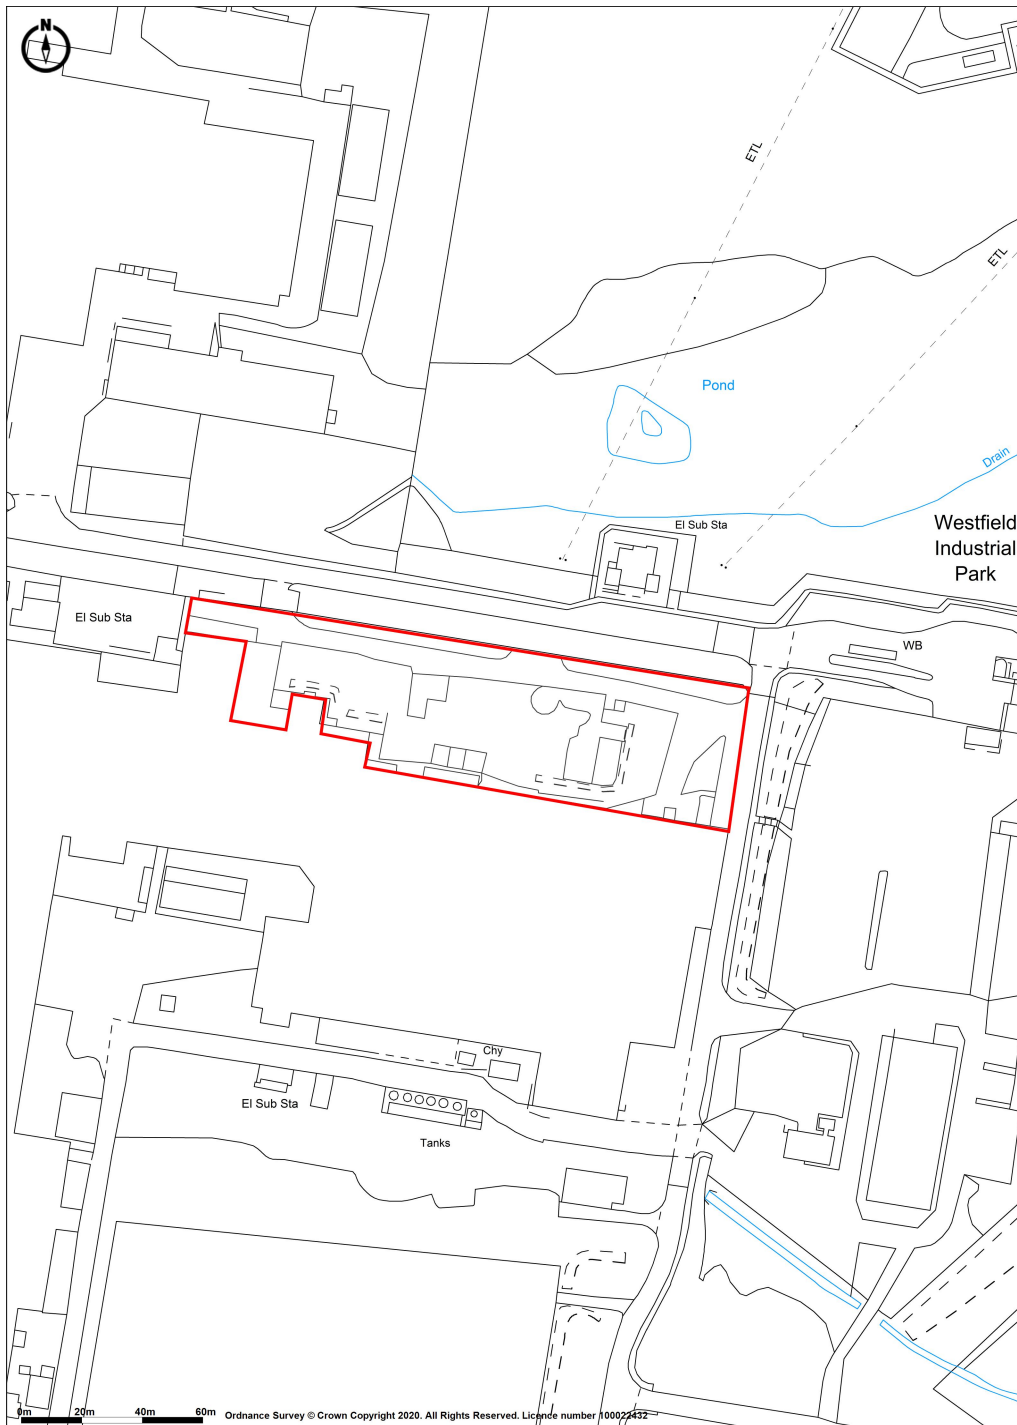 N
ETL
ETL
Pond
Drain
El Sub Sta
Westfield
Industrial
Park
El Sub Sta
WB
Chy
El Sub Sta
Tanks
0m 20m 40m 60m
Ordnance Survey © Crown Copyright 2020. All Rights Reserved. Licence number 100022432